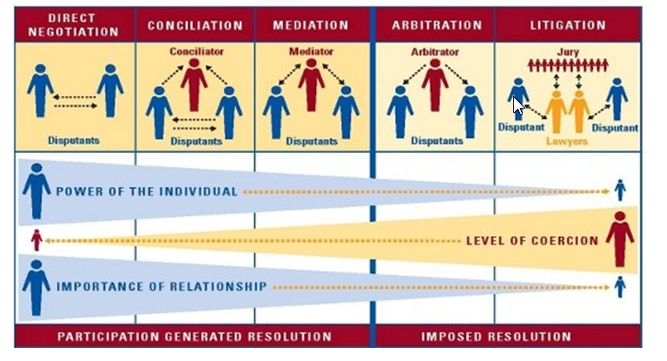 DIRECT
NEGOTIATION
CONCILIATION
MEDIATION
ARBITRATION
LITIGATION
Conciliator
Mediator
Arbitrator
Jury
Disputant
Disputant
Disputants
Disputants
Disputants
Disputants
Lawyers
POWER OF THE INDIVIDUAL
LEVEL OF COERCION
IMPORTANCE OF RELATIONSHIP
PARTICIPATION GENERATED RESOLUTION
IMPOSED RESOLUTION